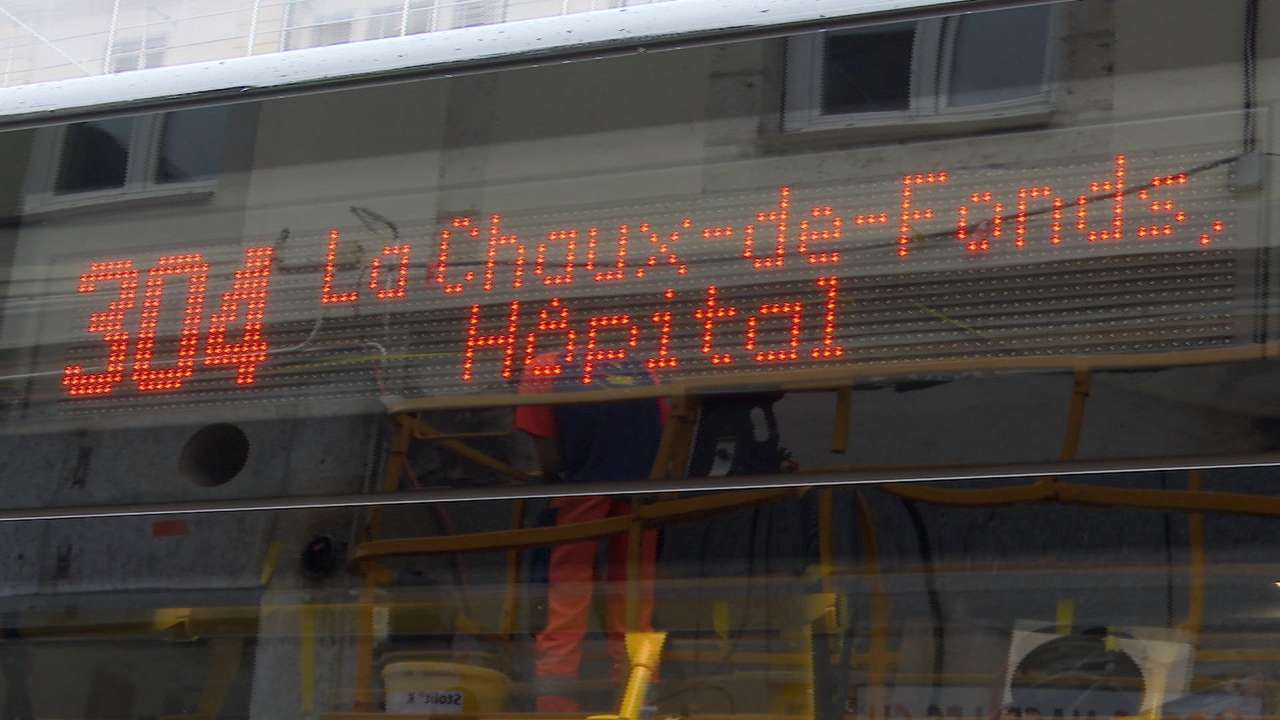 304 La Chaux-de-Fonds,
Hôpital